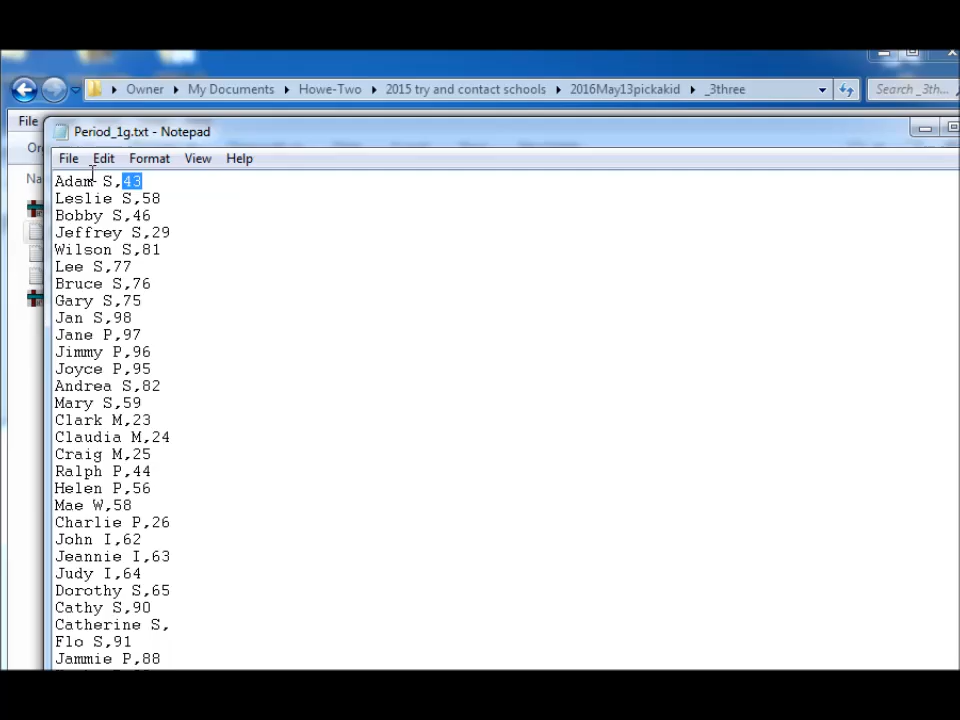 Owner My Documents Howe-Two 2015 try and contact schools 2016May13pickakid _3three Search _3th...
File
Period_1g.txt - Notepad
Or
File Edit Format View Help
Na
Adam S,43
Leslie S,58
Bobby S,46
Jeffrey S,29
Wilson S,81
Lee S,77
Bruce S,76
Gary S,75
Jan S,98
Jane P,97
Jimmy P,96
Joyce P,95
Andrea S,82
Mary S,59
Clark M,23
Claudia M,24
Craig M,25
Ralph P,44
Helen P,56
Mae W,58
Charlie P,26
John I,62
Jeannie I,63
Judy I,64
Dorothy S,65
Cathy S,90
Catherine S,
Flo S,91
Jammie P,88